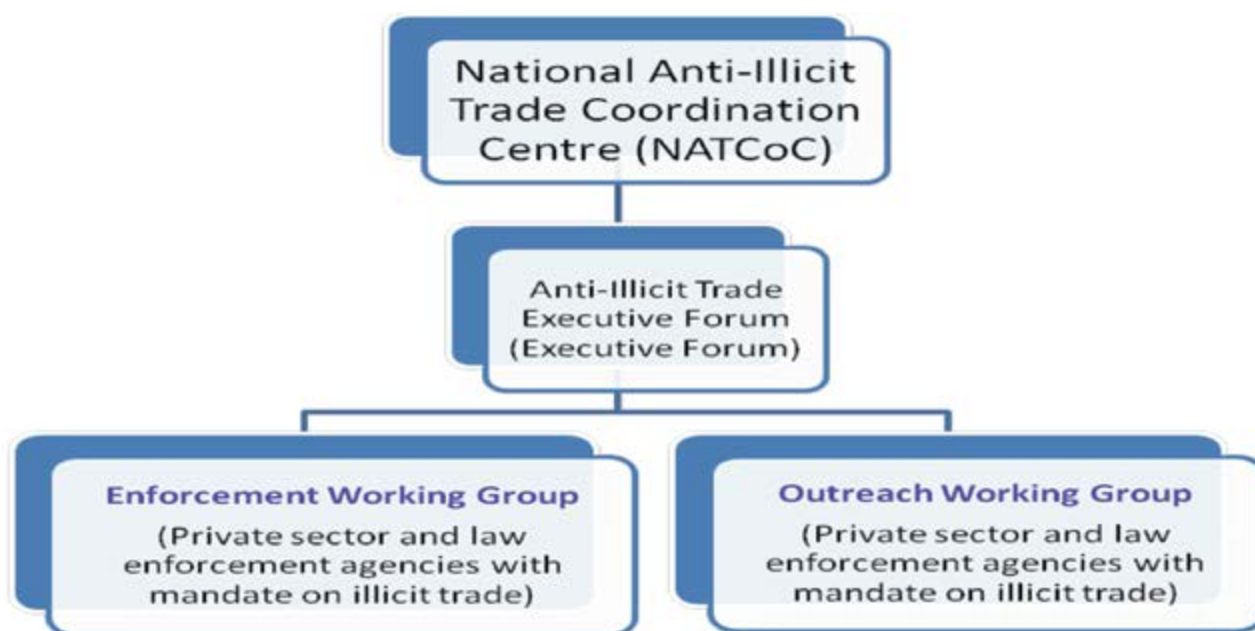 National Anti-Illicit
Trade Coordination
Centre (NATCoC)
Anti-Illicit Trade
Executive Forum
(Executive Forum)
Enforcement Working Group
(Private sector and law
enforcement agencies with
mandate on illicit trade)
Outreach Working Group
(Private sector and law
enforcement agencies with
mandate on illicit trade)